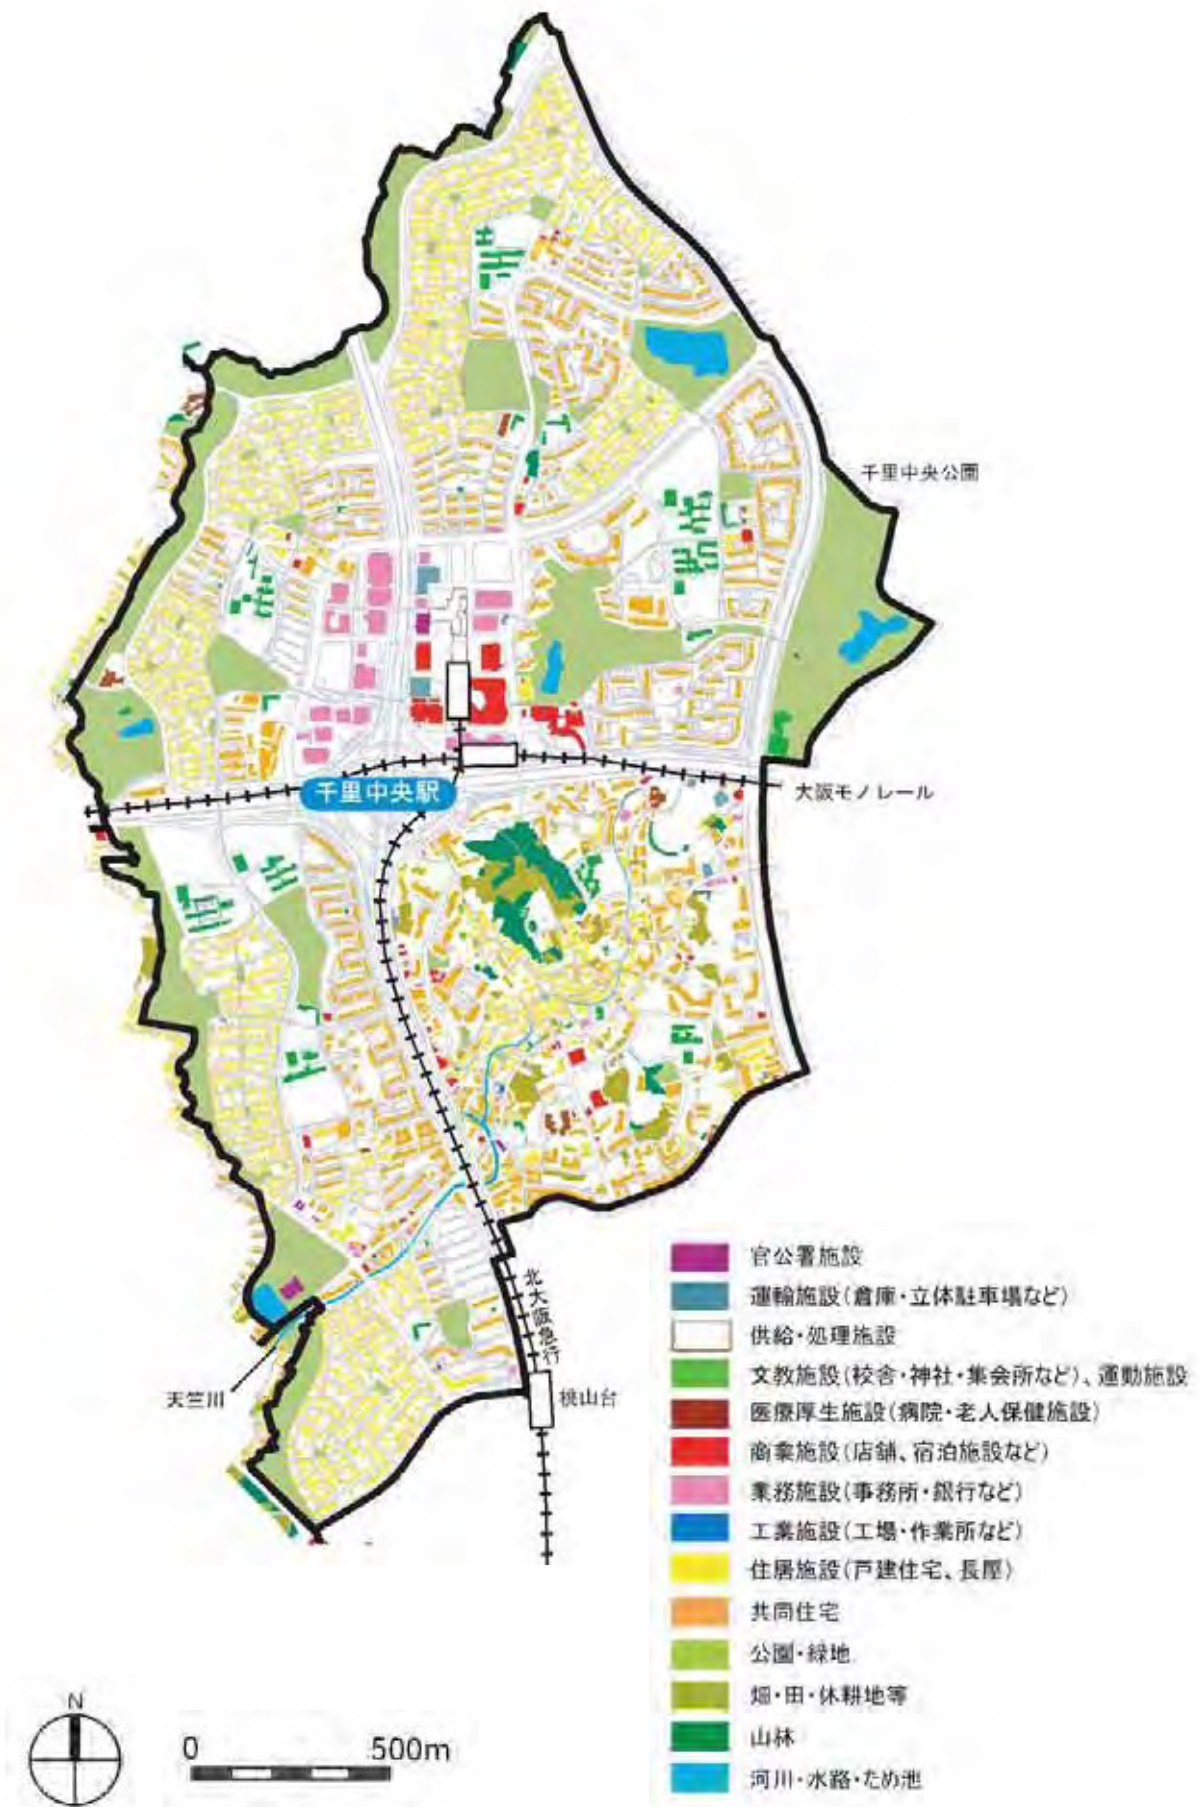 千里中央公園
千里中央駅
大阪モノレール
北大阪急行
天竺川
桃山台
官公署施設
運輸施設(倉庫・立体駐車場など)
供給・処理施設
文教施設(校舎・神社・集会所など)、運動施設
医療厚生施設(病院・老人保健施設)
商業施設(店舗、宿泊施設など)
業務施設(事務所・銀行など)
工業施設(工場・作業所など)
住居施設(戸建住宅、長屋)
共同住宅
公園・緑地
畑・田・休耕地等
山林
河川・水路・ため池
N
0 500m